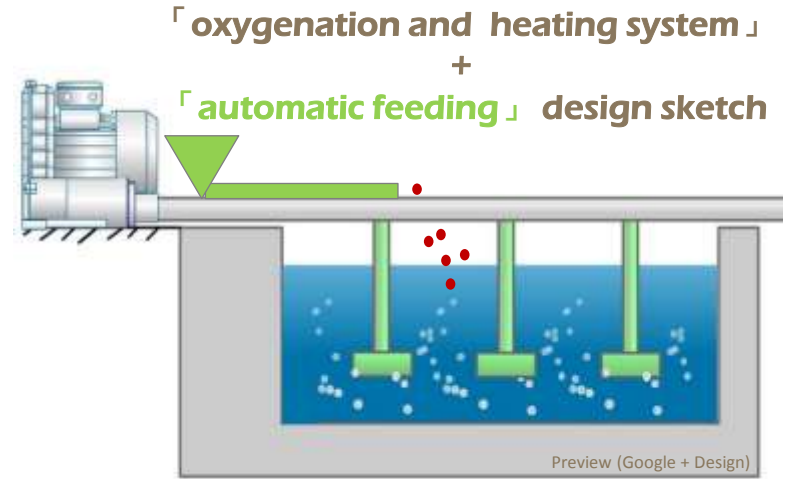 「oxygenation and heating system」
+
「automatic feeding」 design sketch
Preview (Google + Design)